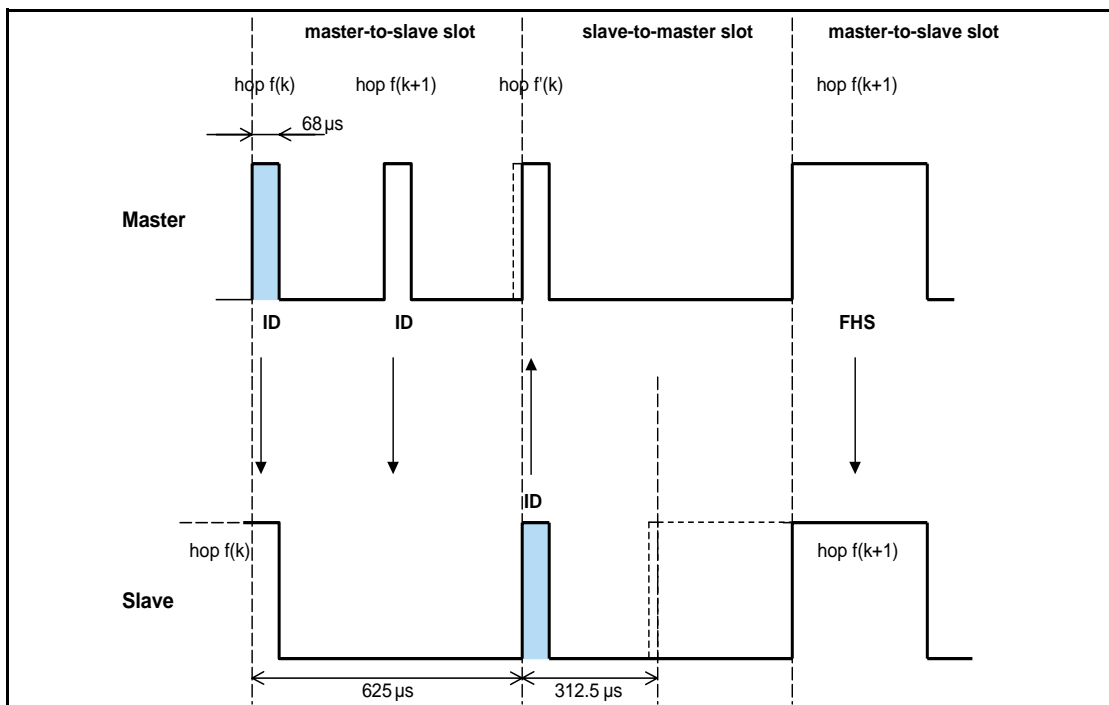 master-to-slave slot
slave-to-master slot
master-to-slave slot
hop f(k)
hop f(k+1)
hop f'(k)
hop f(k+1)
68 µs
Master
ID
ID
FHS
ID
hop f(k)
hop f(k+1)
Slave
625 µs
312.5 µs